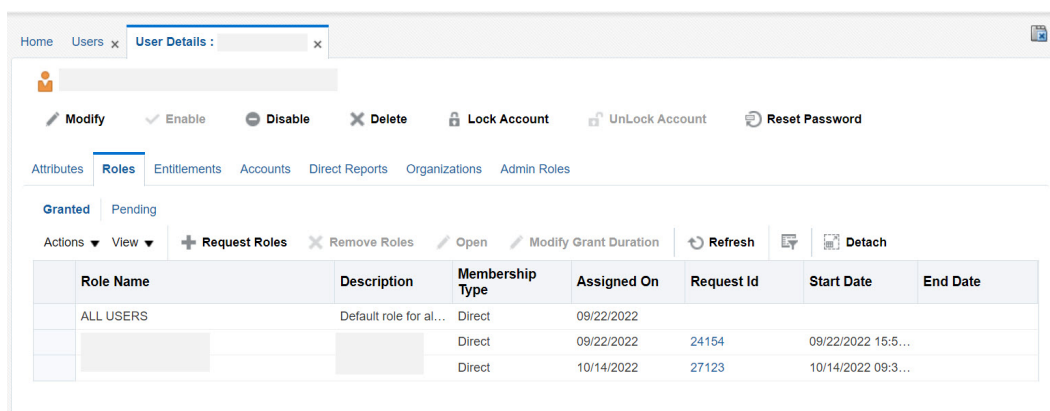 Home Users User Details :
Modify Enable Disable Delete Lock Account UnLock Account Reset Password
Attributes Roles Entitlements Accounts Direct Reports Organizations Admin Roles
Granted Pending
Actions View Request Roles Remove Roles Open Modify Grant Duration Refresh Detach
Role Name Description Membership Type Assigned On Request Id Start Date End Date
ALL USERS Default role for al... Direct 09/22/2022
Direct 09/22/2022 24154 09/22/2022 15:5...
Direct 10/14/2022 27123 10/14/2022 09:3...